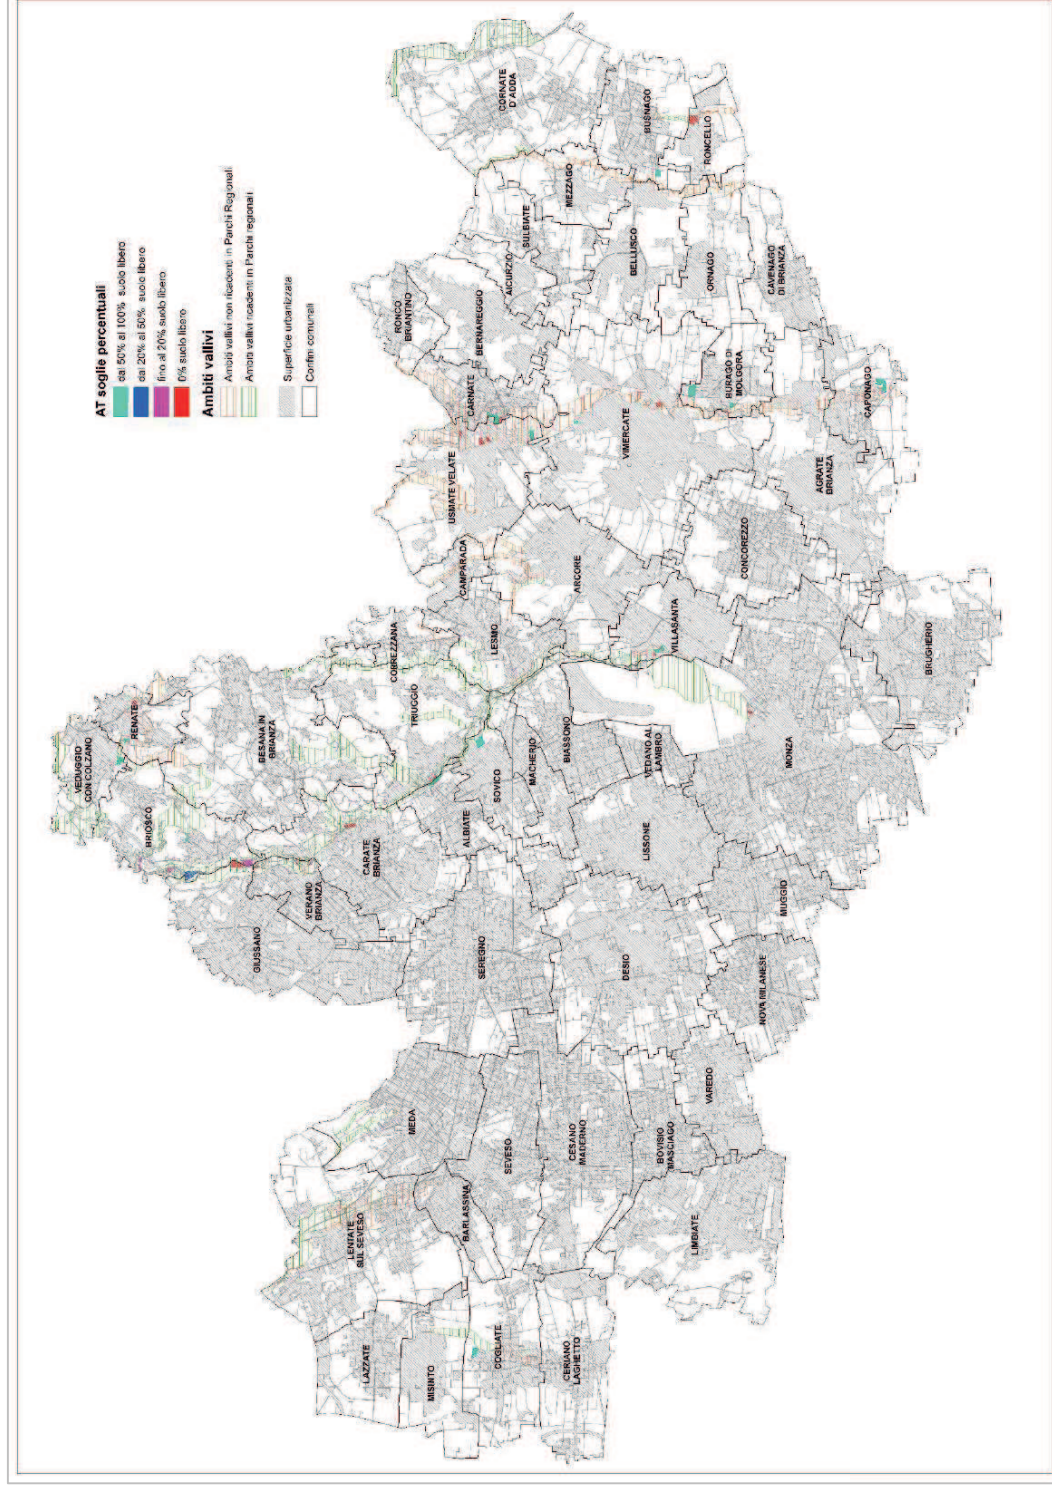 AT soglie percentuali
dal 50% al 100% suolo libero
dal 20% al 50% suolo libero
fino al 20% suolo libero
0% suolo libero
Ambiti vallivi
Ambiti vallivi non ricadenti in Parchi Regionali
Ambiti vallivi ricadenti in Parchi regionali
Superficie urbanizzata
Confini comunali
LAZZATE
MISINTO
COGLIATE
CERIANO
LAGHETTO
LENTATE
SUL SEVESO
BARLASSINA
MEDA
SEVESO
CESANO
MADERNO
LIMBIATE
BOVISIO
MASCIAGO
VAREDO
GIUSSANO
VERANO
BRIANZA
CARATE
BRIANZA
SEREGNO
DESIO
NOVA MILANESE
VEDUGGIO
CON COLZANO
RENATE
BRIOSCO
BESANA IN
BRIANZA
TRIUGGIO
CORREZZANA
ALBIATE
SOVICO
MACHERIO
BIASSONO
VEDANO AL
LAMBRO
LISSONE
MUGGIÒ
MONZA
LESMO
CAMPARADA
USMATE VELATE
ARCORE
VILLASANTA
CONCOREZZO
BRUGHERIO
RONCO
BRIANTINO
BERNAREGGIO
CARNATE
VIMERCATE
BURAGO DI
MOLGORA
AGRATE
BRIANZA
CAPONAGO
AICURZIO
SULBIATE
MEZZAGO
BELLUSCO
ORNAGO
CAVENAGO
DI BRIANZA
CORNATE
D'ADDA
BUSNAGO
RONCELLO